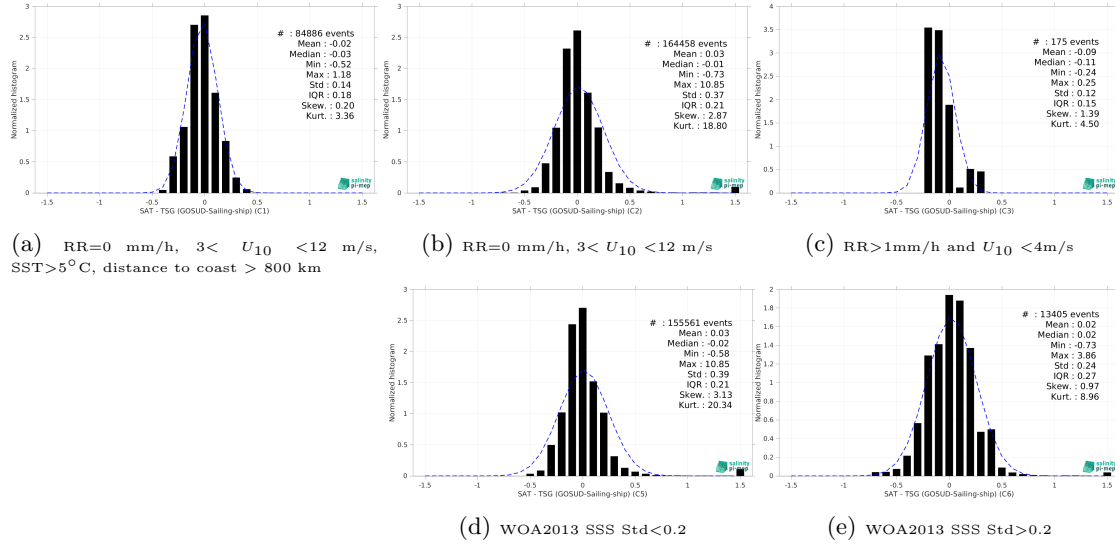 Normalized histogram
3
2.5
2
1.5
1
0.5
0
-1.5 -1 -0.5 0 0.5 1 1.5
SAT - TSG (GOSUD-Sailing-ship) (C1)
# : 84886 events
Mean : -0.02
Median : -0.03
Min : -0.52
Max : 1.18
Std : 0.14
IQR : 0.18
Skew. : 0.20
Kurt. : 3.36
salinity
pi-mep
(a) RR=0 mm/h, 3< U10 <12 m/s,
SST>5°C, distance to coast > 800 km
Normalized histogram
3
2.5
2
1.5
1
0.5
0
-1.5 -1 -0.5 0 0.5 1 1.5
SAT - TSG (GOSUD-Sailing-ship) (C2)
# : 164458 events
Mean : 0.03
Median : -0.01
Min : -0.73
Max : 10.85
Std : 0.37
IQR : 0.21
Skew. : 2.87
Kurt. : 18.80
salinity
pi-mep
(b) RR=0 mm/h, 3< U10 <12 m/s
Normalized histogram
4
3.5
3
2.5
2
1.5
1
0.5
0
-1.5 -1 -0.5 0 0.5 1 1.5
SAT - TSG (GOSUD-Sailing-ship) (C3)
# : 175 events
Mean : -0.09
Median : -0.11
Min : -0.24
Max : 0.25
Std : 0.12
IQR : 0.15
Skew. : 1.39
Kurt. : 4.50
salinity
pi-mep
(c) RR>1mm/h and U10 <4m/s
Normalized histogram
3
2.5
2
1.5
1
0.5
0
-1.5 -1 -0.5 0 0.5 1 1.5
SAT - TSG (GOSUD-Sailing-ship) (C5)
# : 155561 events
Mean : 0.03
Median : -0.02
Min : -0.58
Max : 10.85
Std : 0.39
IQR : 0.21
Skew. : 3.13
Kurt. : 20.34
salinity
pi-mep
(d) WOA2013 SSS Std<0.2
Normalized histogram
2
1.8
1.6
1.4
1.2
1
0.8
0.6
0.4
0.2
0
-1.5 -1 -0.5 0 0.5 1 1.5
SAT - TSG (GOSUD-Sailing-ship) (C6)
# : 13405 events
Mean : 0.02
Median : 0.02
Min : -0.73
Max : 3.86
Std : 0.24
IQR : 0.27
Skew. : 0.97
Kurt. : 8.96
salinity
pi-mep
(e) WOA2013 SSS Std>0.2